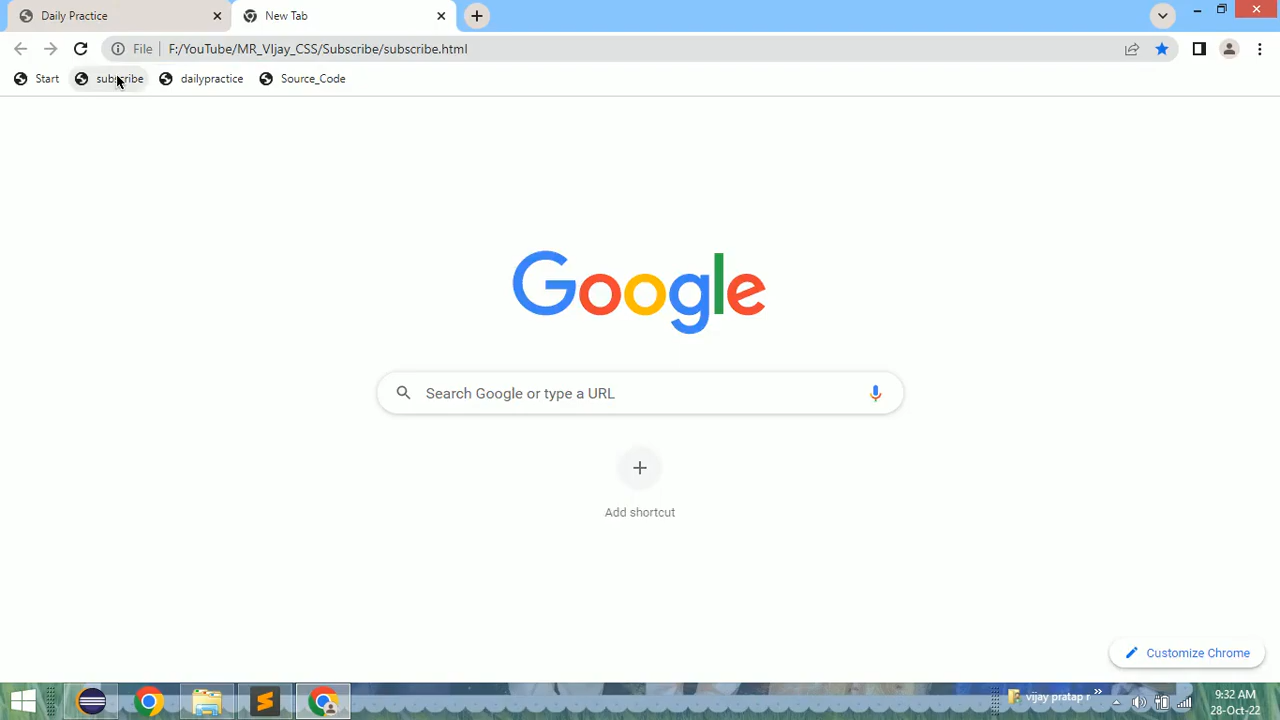 Daily Practice
New Tab
File
F:/YouTube/MR_VIjay_CSS/Subscribe/subscribe.html
Start
subscribe
dailypractice
Source_Code
Google
Search Google or type a URL
Add shortcut
Customize Chrome
vijay pratap r
9:32 AM
28-Oct-22